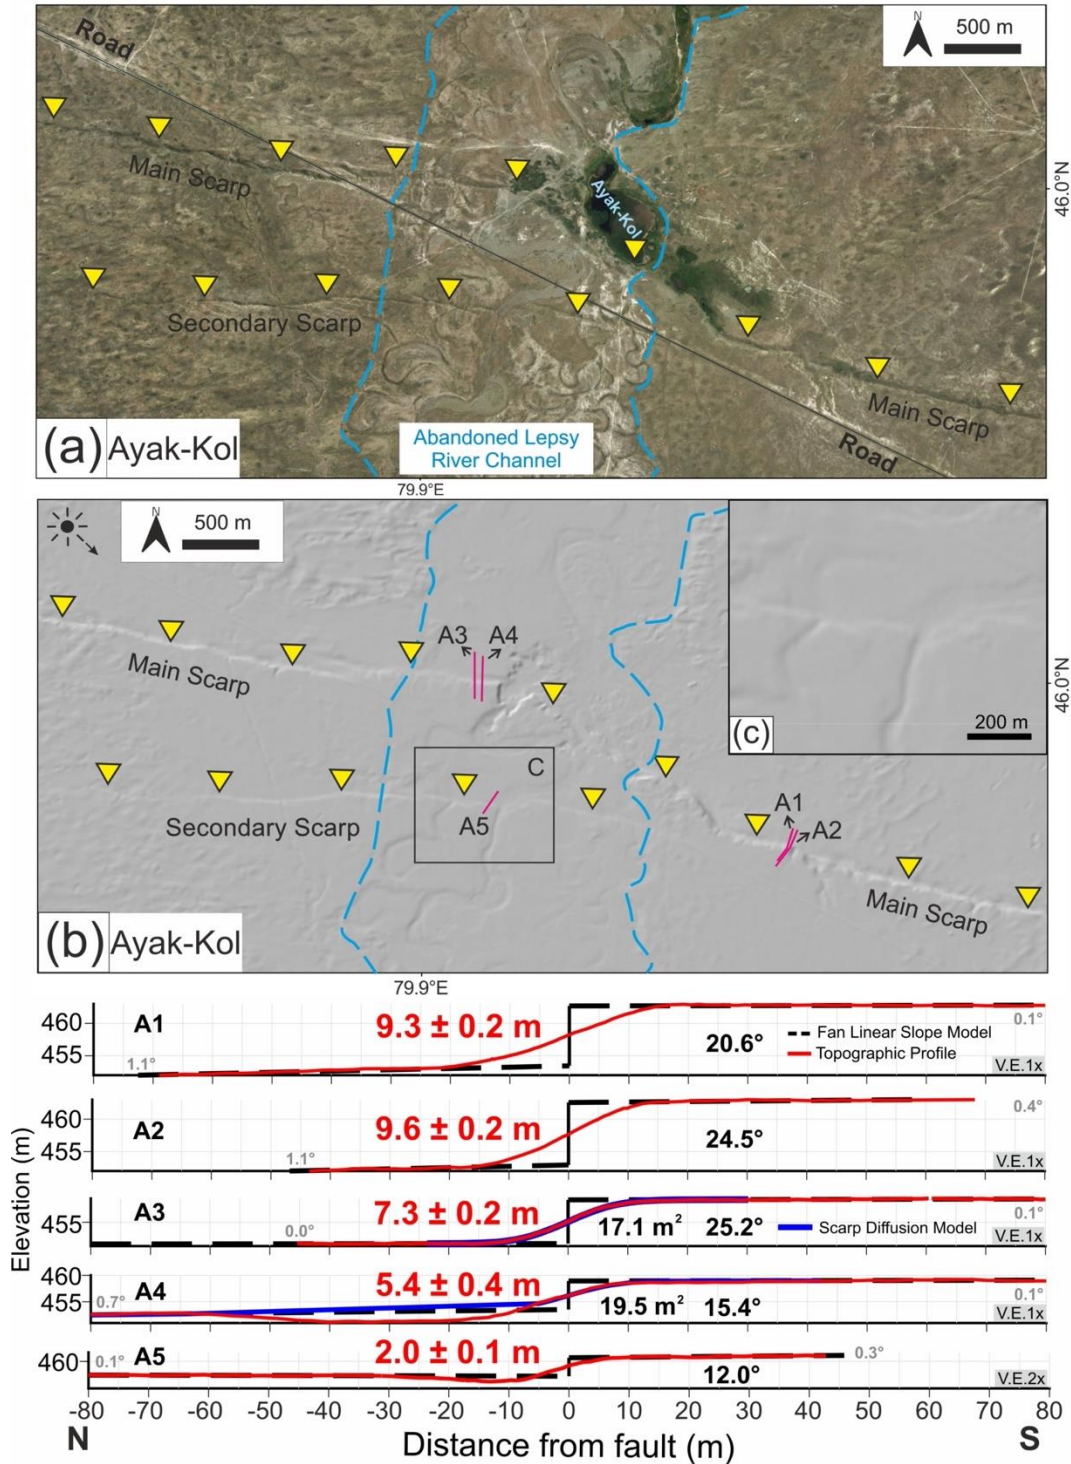 N
500 m
Road
Main Scarp
Ayak-Kol
46.0°N
Secondary Scarp
Main Scarp
Road
(a) Ayak-Kol
Abandoned Lepsy
River Channel
79.9°E
N
500 m
A3 A4
Main Scarp
(c)
200 m
46.0°N
C
A5
Secondary Scarp
A1
A2
Main Scarp
(b) Ayak-Kol
79.9°E
Elevation (m)
460
455
A1
1.1°
9.3 ± 0.2 m
20.6°
Fan Linear Slope Model
Topographic Profile
0.1°
V.E.1x
460
455
A2
1.1°
9.6 ± 0.2 m
24.5°
0.4°
V.E.1x
455
A3
0.0°
7.3 ± 0.2 m
17.1 m² 25.2°
Scarp Diffusion Model
0.1°
V.E.1x
460
455
A4
0.7°
5.4 ± 0.4 m
19.5 m² 15.4°
0.1°
V.E.1x
460
A5
0.1°
2.0 ± 0.1 m
12.0°
0.3°
V.E.2x
-80 -70 -60 -50 -40 -30 -20 -10 0 10 20 30 40 50 60 70 80
N Distance from fault (m) S